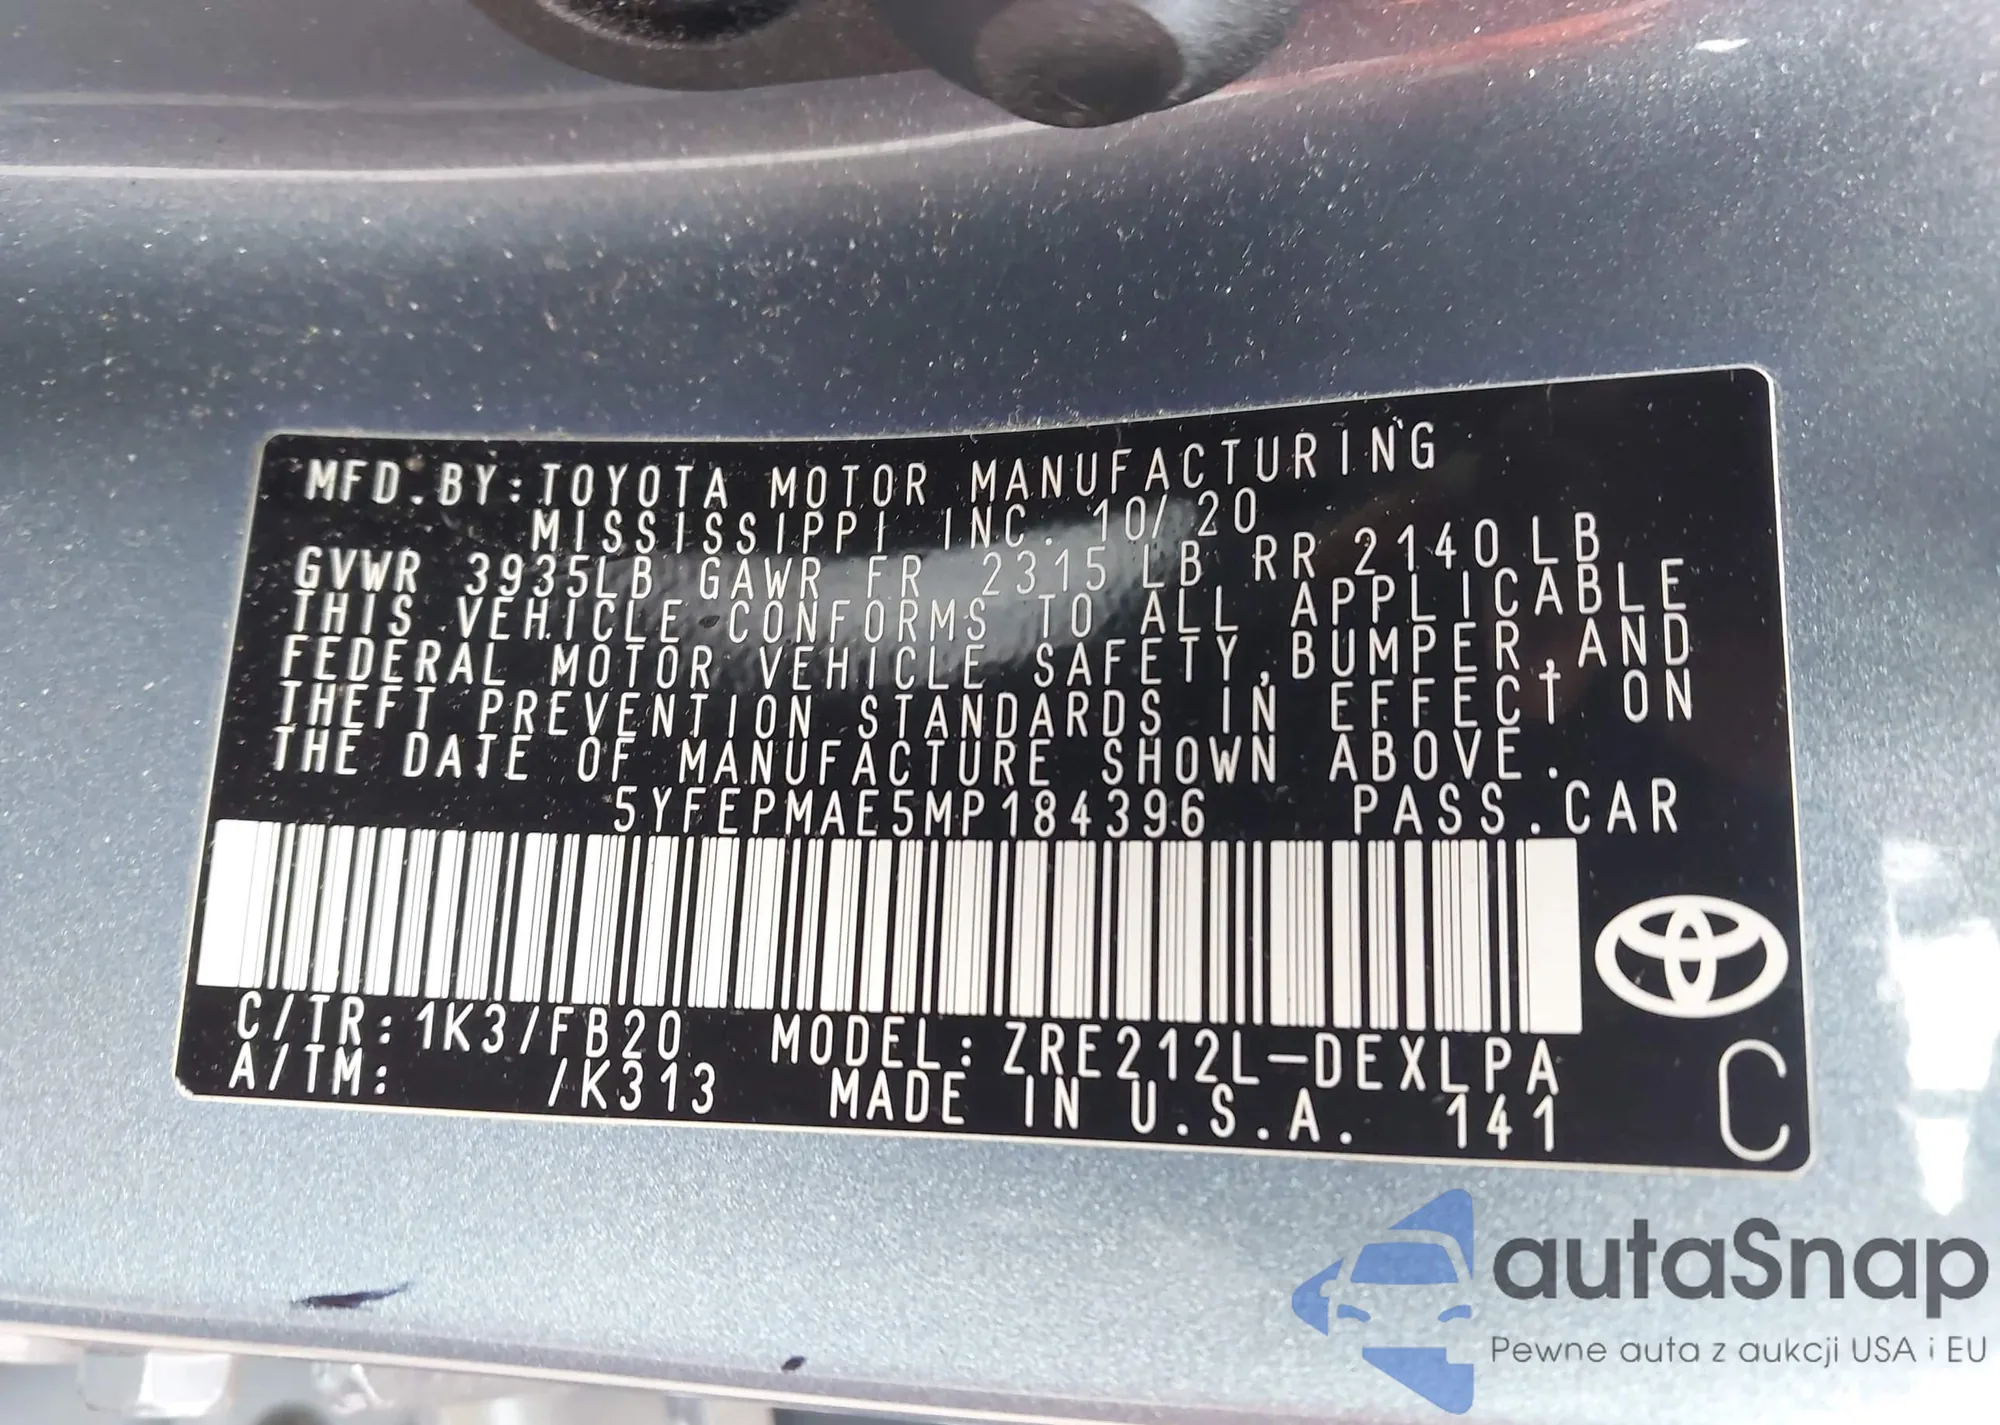 MFD.BY:TOYOTA MOTOR MANUFACTURING
MISSISSIPPI INC. 10/20
GVWR 3935LB GAWR FR 2315LB RR 2140LB
THIS VEHICLE CONFORMS TO ALL APPLICABLE
FEDERAL MOTOR VEHICLE SAFETY,BUMPER,AND
THEFT PREVENTION STANDARDS IN EFFECT ON
THE DATE OF MANUFACTURE SHOWN ABOVE.
5YFEPMAE5MP184396 PASS.CAR
C/TR:1K3/FB20 MODEL:ZRE212L-DEXLPA
A/TM: /K313 MADE IN U.S.A. 141
C
autaSnap
Pewne auta z aukcji USA i EU